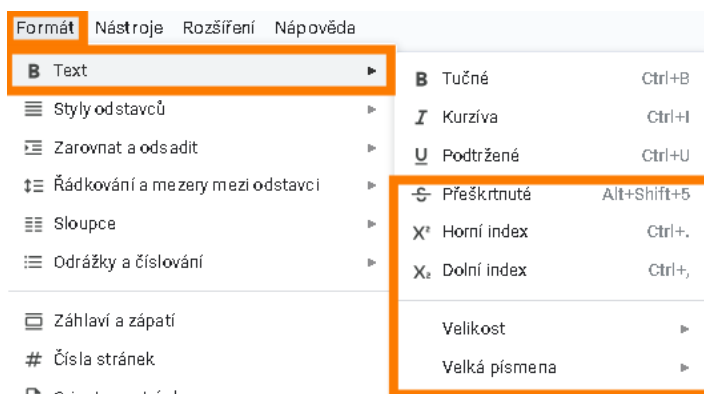 Formát Nástroje Rozšíření Nápověda
B Text
Styly odstavců
Zarovnat a odsadit
Řádkování a mezery mezi odstavci
Sloupce
Odrážky a číslování
Záhlaví a zápatí
# Čísla stránek
B Tučné Ctrl+B
I Kurzíva Ctrl+I
U Podtržené Ctrl+U
S Přeškrtnuté Alt+Shift+5
X² Horní index Ctrl+.
X₂ Dolní index Ctrl+,
Velikost
Velká písmena